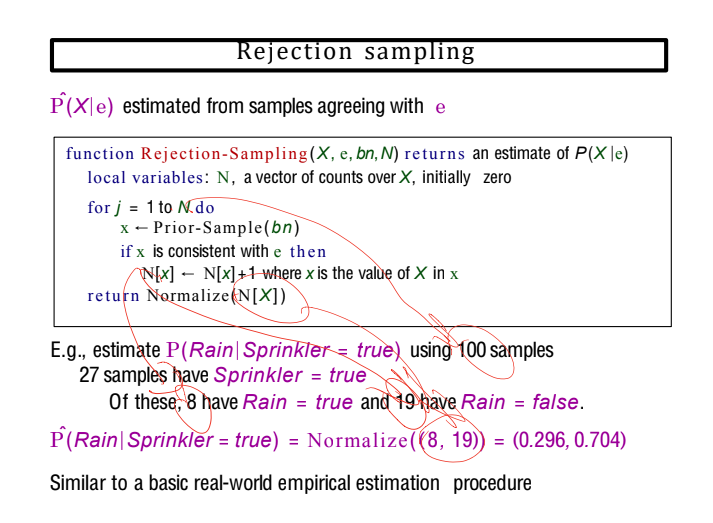 Rejection sampling
P̂(X|e) estimated from samples agreeing with e
function Rejection-Sampling(X, e, bn, N) returns an estimate of P(X|e)
local variables: N, a vector of counts over X, initially zero
for j = 1 to N do
x ← Prior-Sample(bn)
if x is consistent with e then
N[x] ← N[x]+1 where x is the value of X in x
return Normalize(N[X])
E.g., estimate P(Rain|Sprinkler = true) using 100 samples
27 samples have Sprinkler = true
Of these, 8 have Rain = true and 19 have Rain = false.
P̂(Rain|Sprinkler = true) = Normalize((8, 19)) = (0.296, 0.704)
Similar to a basic real-world empirical estimation procedure